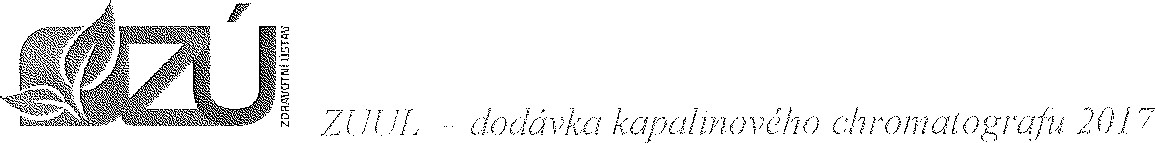 ZÚ
ZDRAVOTNÍ ÚSTAV
ZUUL - dodávka kapalinového chromatografu 2017